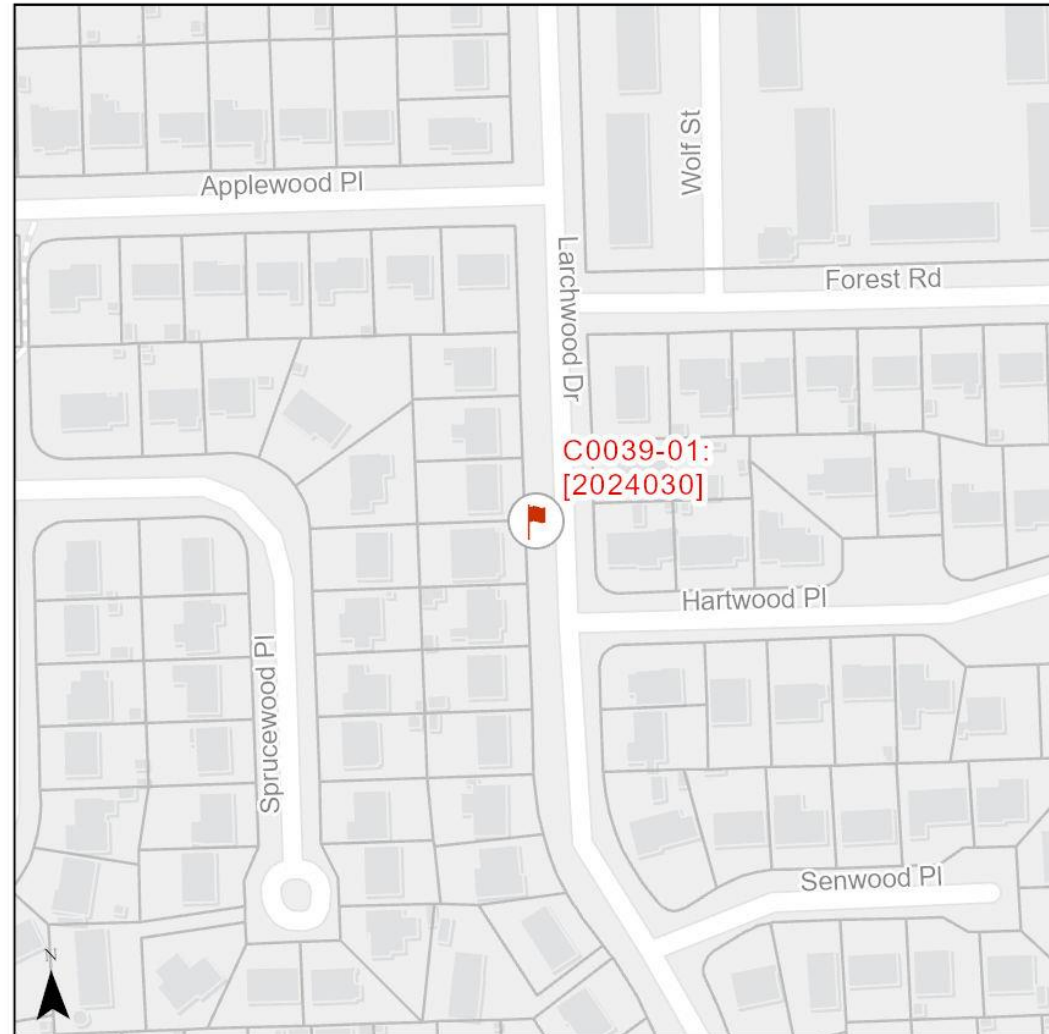 Applewood Pl
Wolf St
Larchwood Dr
Forest Rd
C0039-01:
[2024030]
Hartwood Pl
Sprucewood Pl
Senwood Pl
N